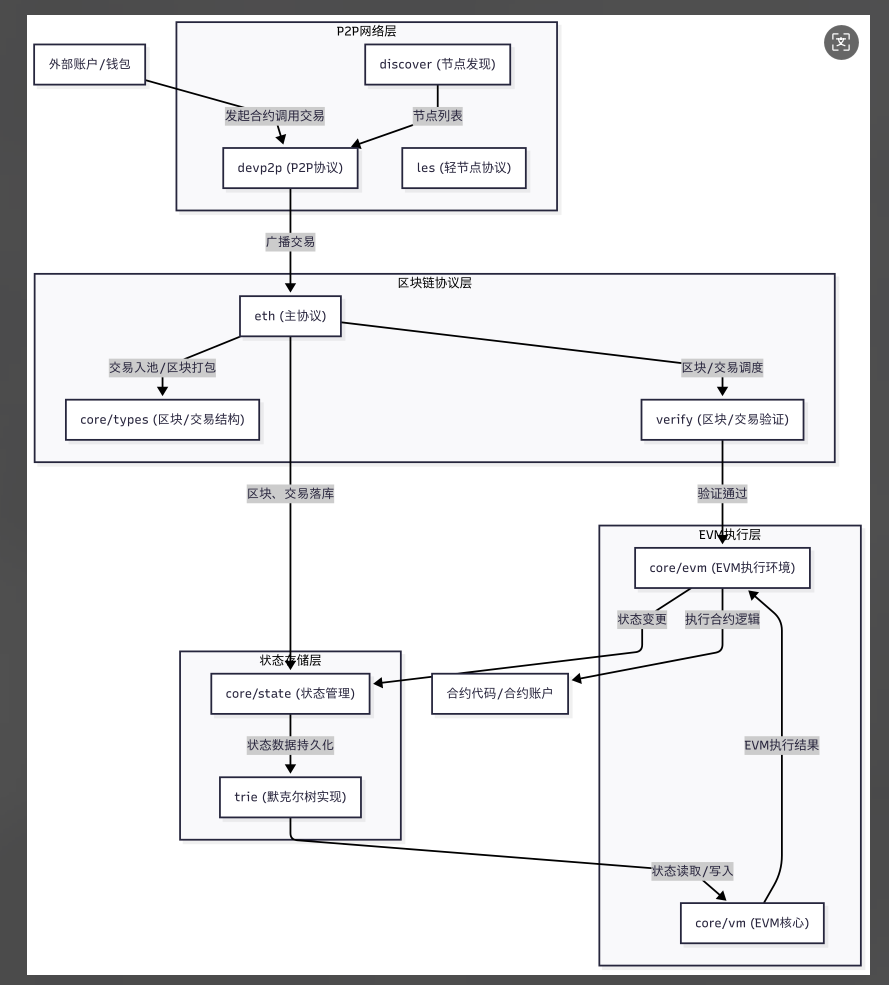 P2P网络层
外部账户/钱包
discover (节点发现)
发起合约调用交易
节点列表
devp2p (P2P协议)
les (轻节点协议)
广播交易
区块链协议层
eth (主协议)
交易入池/区块打包
区块/交易调度
core/types (区块/交易结构)
verify (区块/交易验证)
区块、交易落库
验证通过
EVM执行层
core/evm (EVM执行环境)
状态变更
执行合约逻辑
状态存储层
core/state (状态管理)
合约代码/合约账户
状态数据持久化
EVM执行结果
trie (默克尔树实现)
状态读取/写入
core/vm (EVM核心)